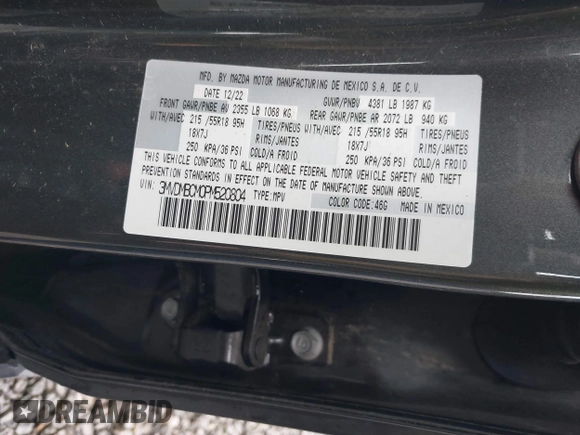 MFD. BY MAZDA MOTOR MANUFACTURING DE MEXICO S.A. DE C.V.
DATE 12/22 GVWR/PNBV 4381 LB 1987 KG
FRONT GAWR/PNBE AV 2355 LB 1068 KG REAR GAWR/PNBE AR 2072 LB 940 KG
WITH/AVEC 215 /55R18 95H TIRES/PNEUS WITH/AVEC 215 /55R18 95H TIRES/PNEUS
18X7J RIMS/JANTES 18X7J RIMS/JANTES
250 KPA/36 PSI COLD/A FROID 250 KPA/36 PSI COLD/A FROID
THIS VEHICLE CONFORMS TO ALL APPLICABLE FEDERAL MOTOR VEHICLE SAFETY AND THEFT
PREVENTION STANDARDS IN EFFECT ON THE DATE OF MANUFACTURE SHOWN ABOVE.
VIN: 3MVDMBCM0PM520804 TYPE:MPV COLOR CODE:46G MADE IN MEXICO
DREAMBID